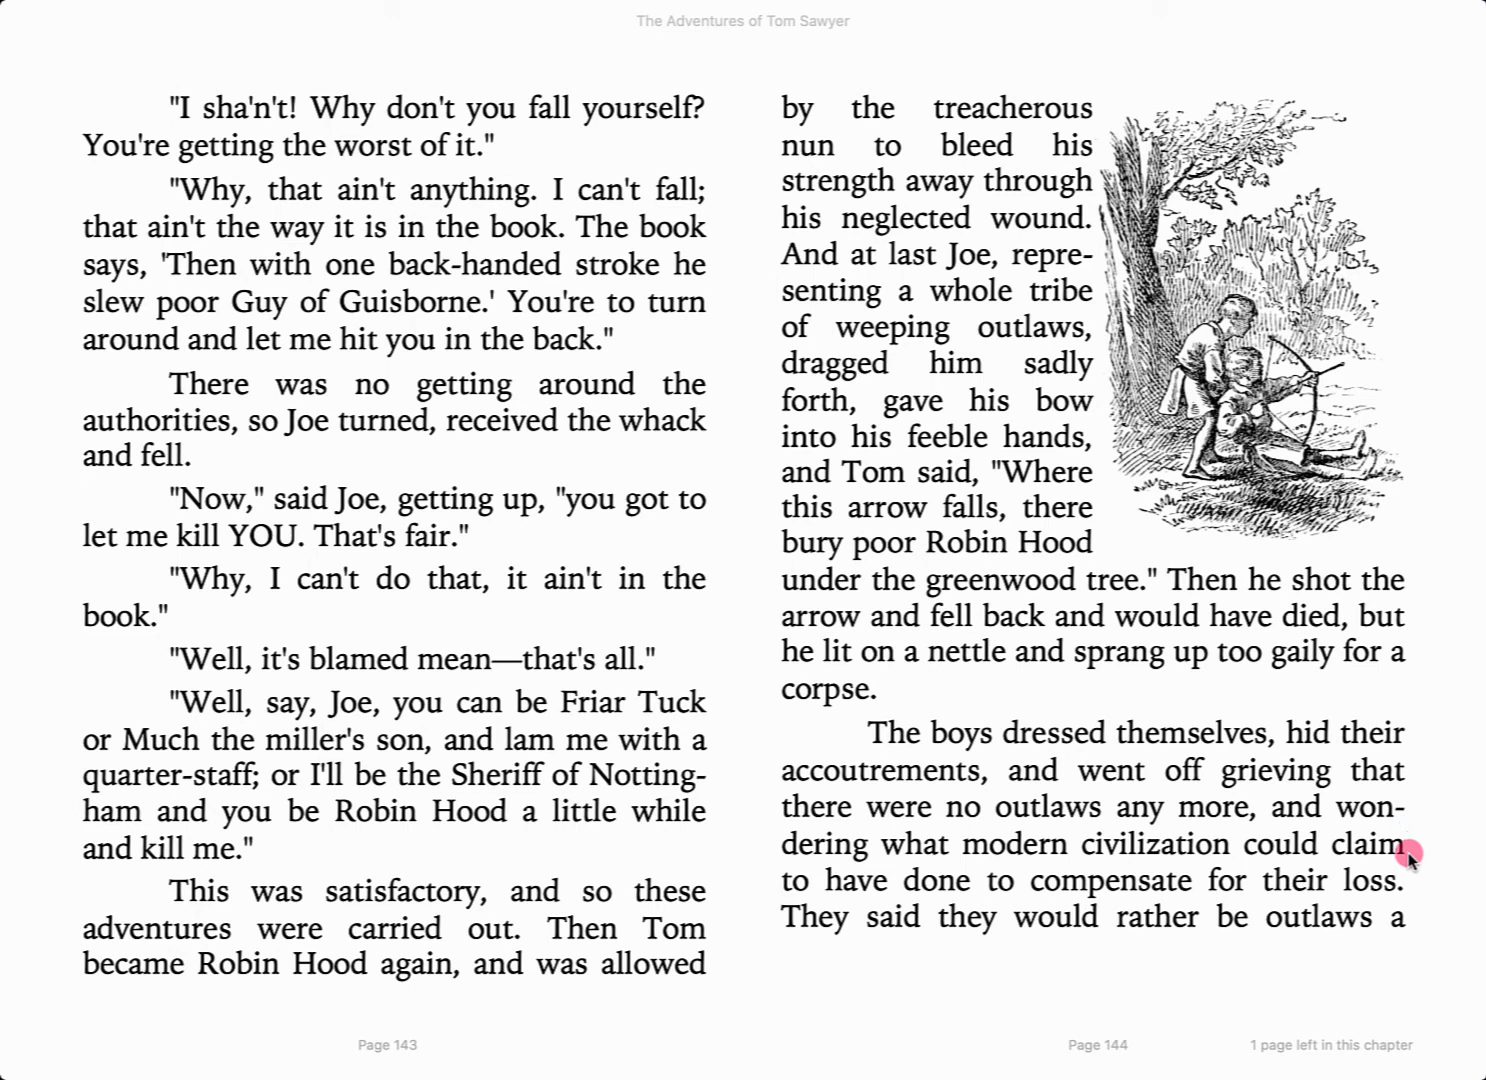 The Adventures of Tom Sawyer
"I sha'n't! Why don't you fall yourself?
You're getting the worst of it."
"Why, that ain't anything. I can't fall;
that ain't the way it is in the book. The book
says, 'Then with one back-handed stroke he
slew poor Guy of Guisborne.' You're to turn
around and let me hit you in the back."
There was no getting around the
authorities, so Joe turned, received the whack
and fell.
"Now," said Joe, getting up, "you got to
let me kill YOU. That's fair."
"Why, I can't do that, it ain't in the
book."
"Well, it's blamed mean—that's all."
"Well, say, Joe, you can be Friar Tuck
or Much the miller's son, and lam me with a
quarter-staff; or I'll be the Sheriff of Notting-
ham and you be Robin Hood a little while
and kill me."
This was satisfactory, and so these
adventures were carried out. Then Tom
became Robin Hood again, and was allowed
by the treacherous
nun to bleed his
strength away through
his neglected wound.
And at last Joe, repre-
senting a whole tribe
of weeping outlaws,
dragged him sadly
forth, gave his bow
into his feeble hands,
and Tom said, "Where
this arrow falls, there
bury poor Robin Hood
under the greenwood tree." Then he shot the
arrow and fell back and would have died, but
he lit on a nettle and sprang up too gaily for a
corpse.
The boys dressed themselves, hid their
accoutrements, and went off grieving that
there were no outlaws any more, and won-
dering what modern civilization could claim
to have done to compensate for their loss.
They said they would rather be outlaws a
Page 143
Page 144
1 page left in this chapter